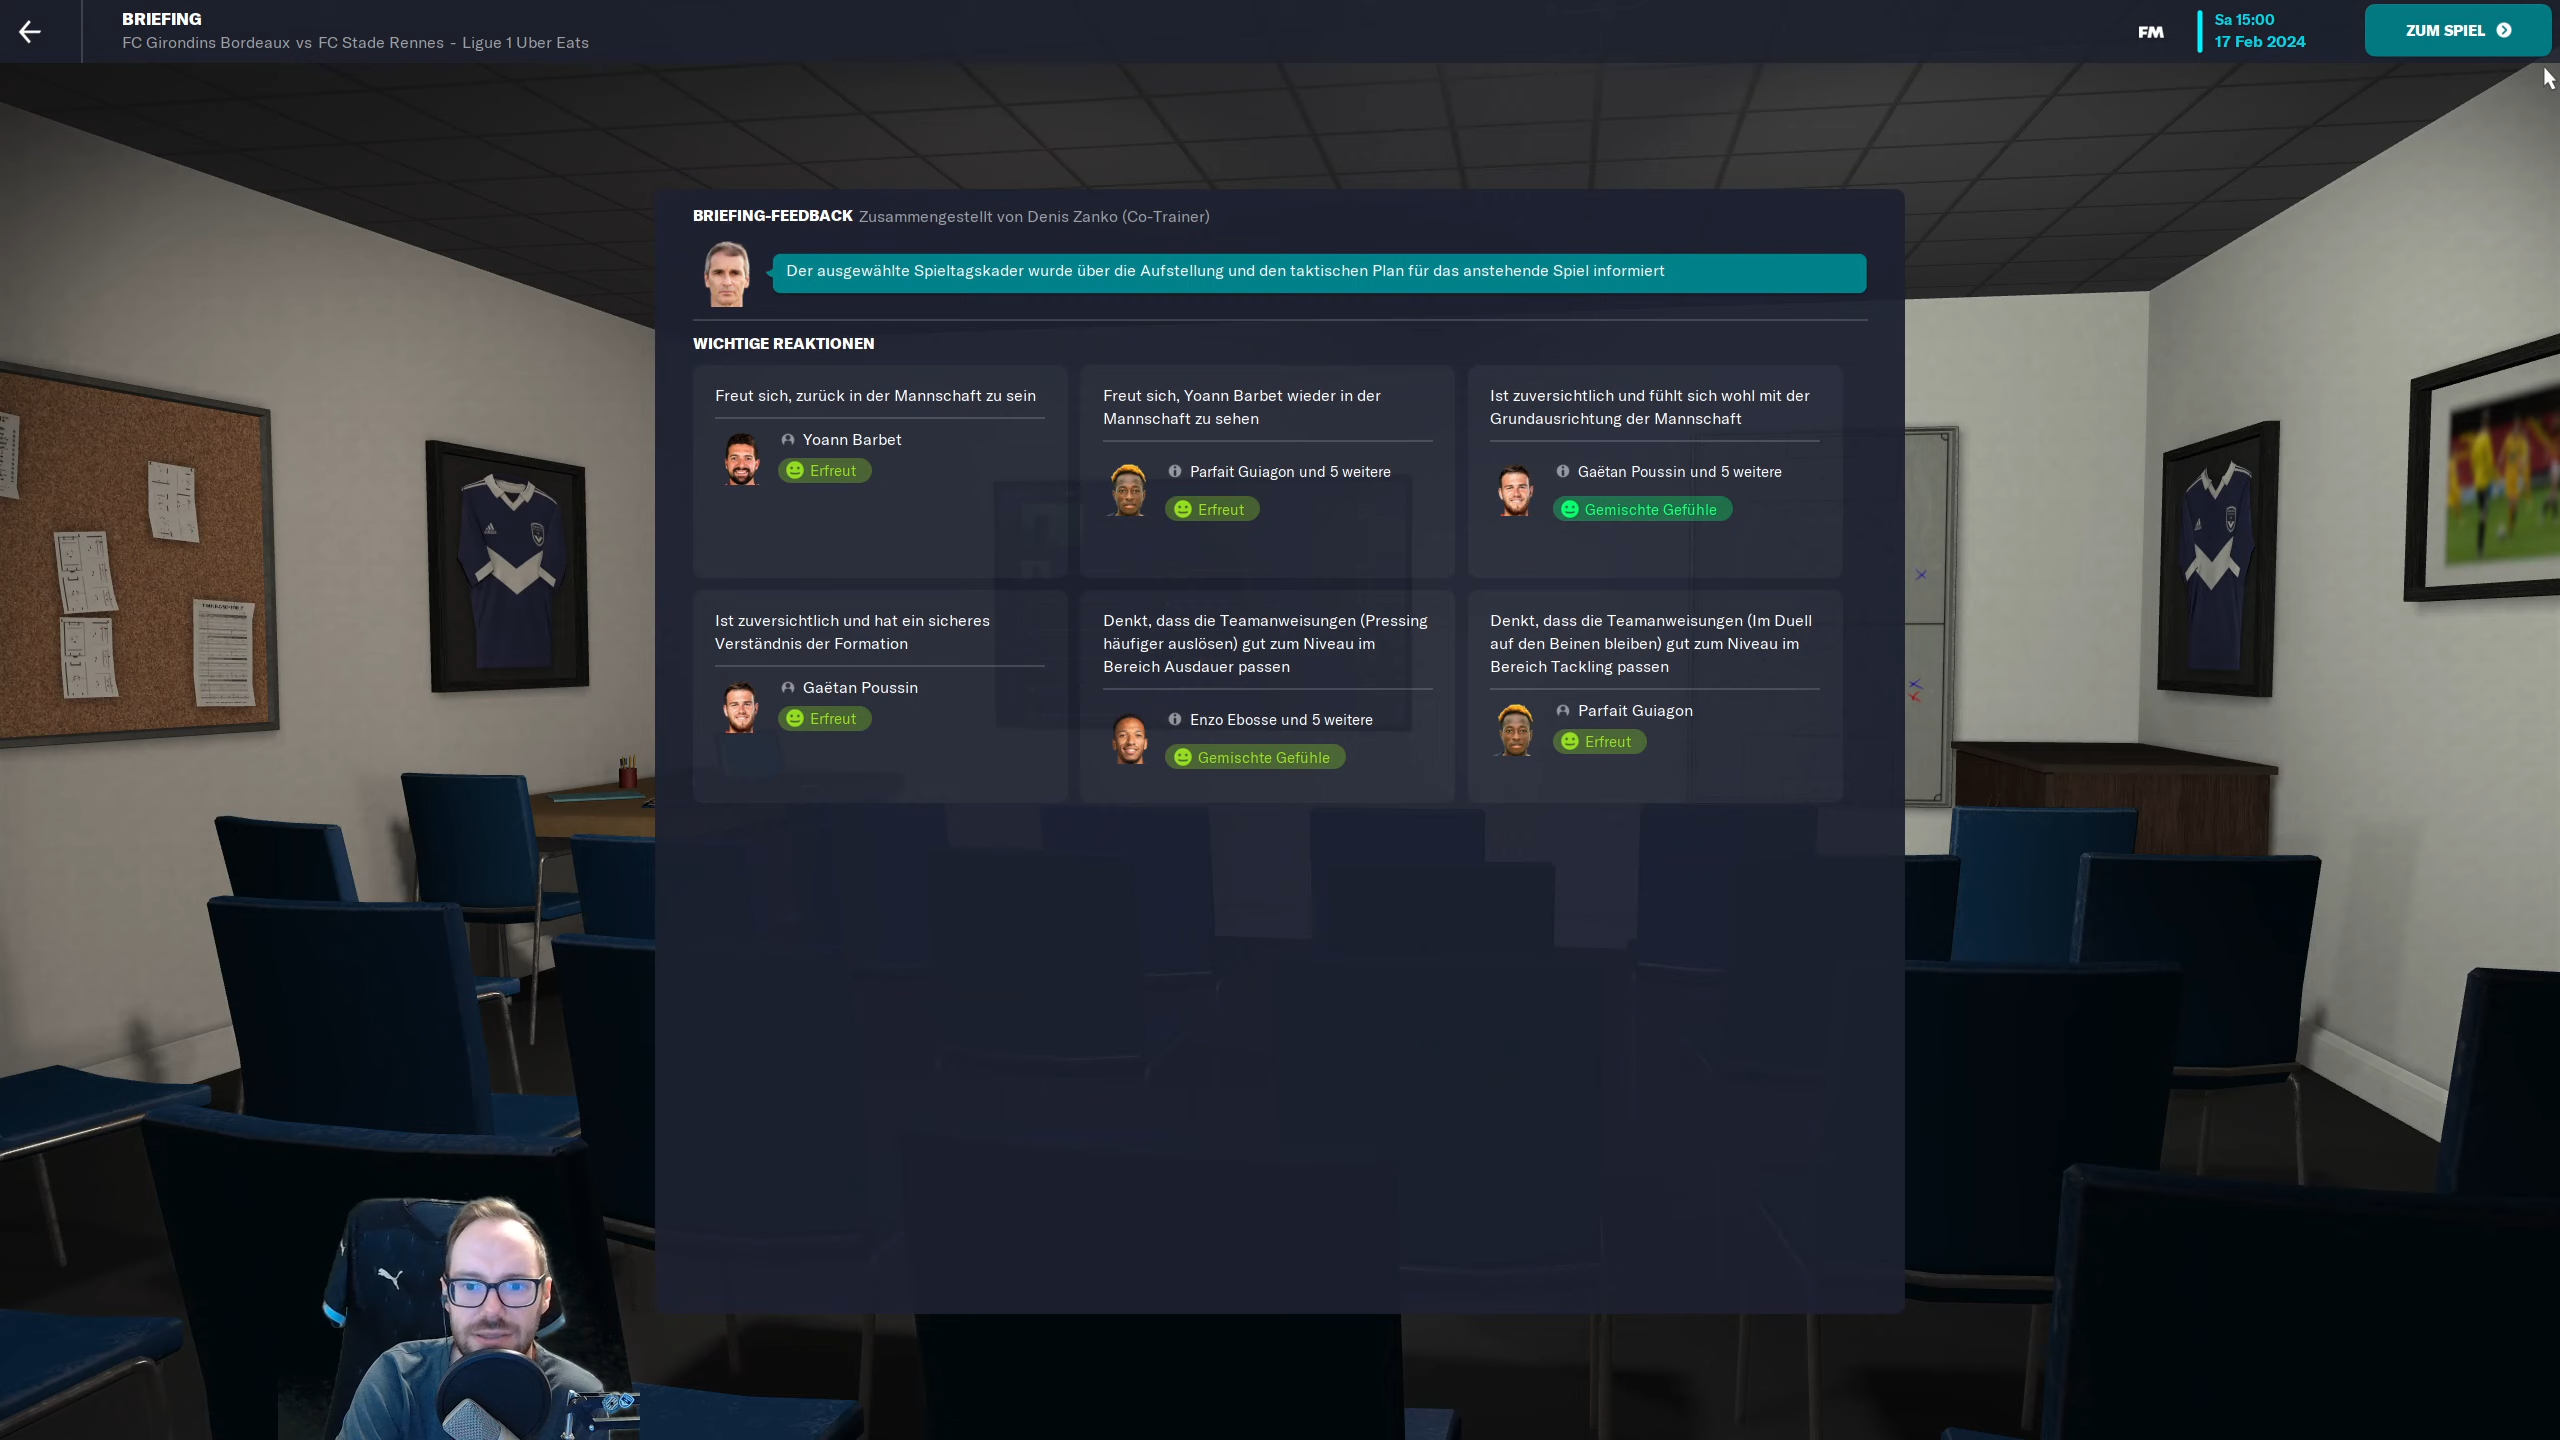 BRIEFING
FC Girondins Bordeaux vs FC Stade Rennes - Ligue 1 Uber Eats
FM
Sa 15:00
17 Feb 2024
ZUM SPIEL
BRIEFING-FEEDBACK Zusammengestellt von Denis Zanko (Co-Trainer)
Der ausgewählte Spieltagskader wurde über die Aufstellung und den taktischen Plan für das anstehende Spiel informiert
WICHTIGE REAKTIONEN
Freut sich, zurück in der Mannschaft zu sein
Yoann Barbet
Erfreut
Freut sich, Yoann Barbet wieder in der
Mannschaft zu sehen
Parfait Guiagon und 5 weitere
Erfreut
Ist zuversichtlich und fühlt sich wohl mit der
Grundausrichtung der Mannschaft
Gaëtan Poussin und 5 weitere
Gemischte Gefühle
Ist zuversichtlich und hat ein sicheres
Verständnis der Formation
Gaëtan Poussin
Erfreut
Denkt, dass die Teamanweisungen (Pressing
häufiger auslösen) gut zum Niveau im
Bereich Ausdauer passen
Enzo Ebosse und 5 weitere
Gemischte Gefühle
Denkt, dass die Teamanweisungen (Im Duell
auf den Beinen bleiben) gut zum Niveau im
Bereich Tackling passen
Parfait Guiagon
Erfreut